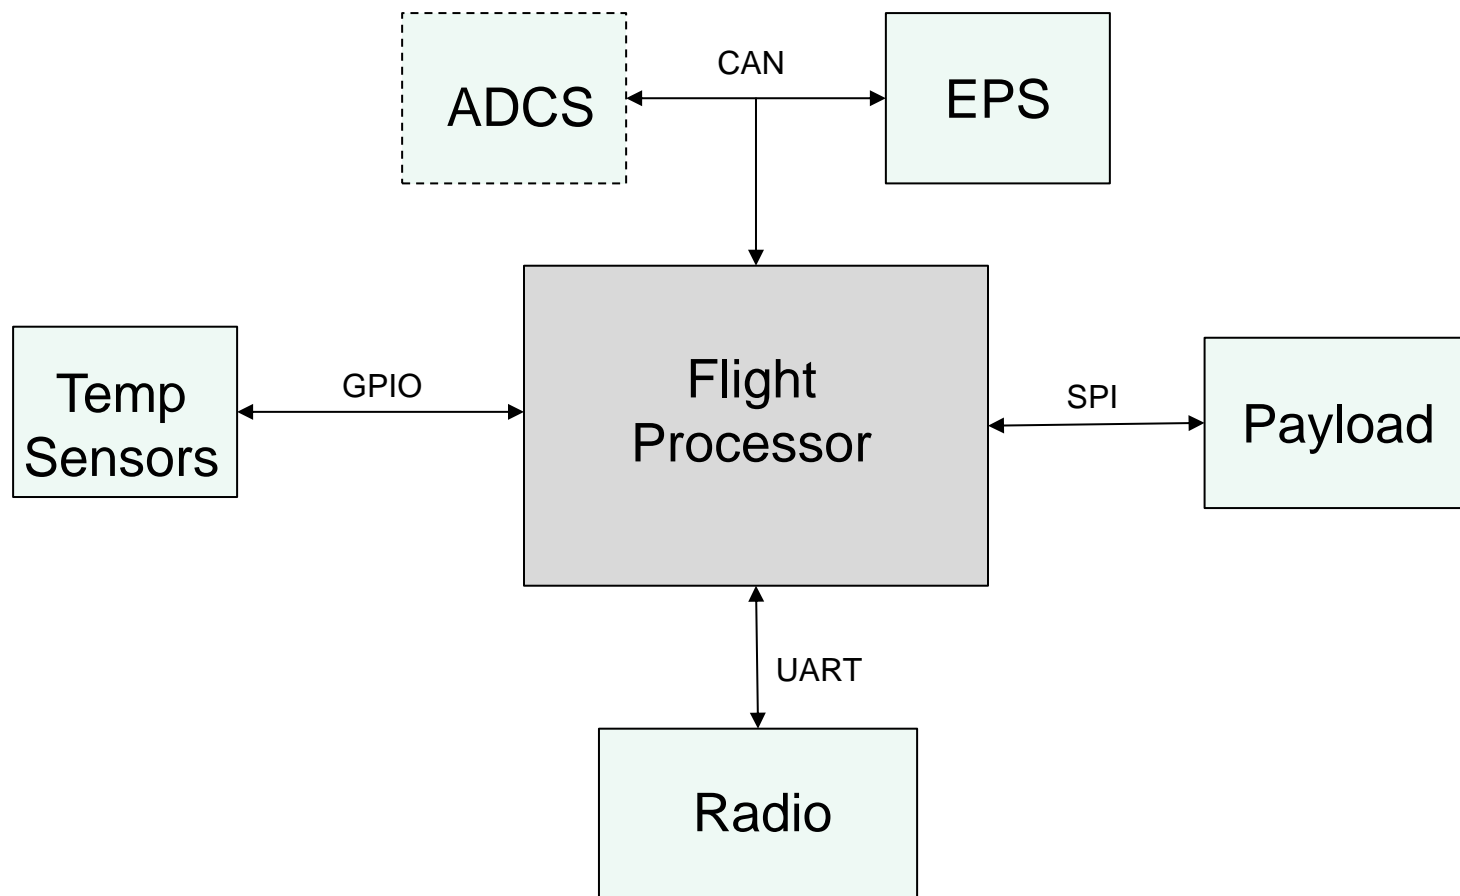 CAN
ADCS
EPS
Temp
Sensors
GPIO
Flight
Processor
SPI
Payload
UART
Radio